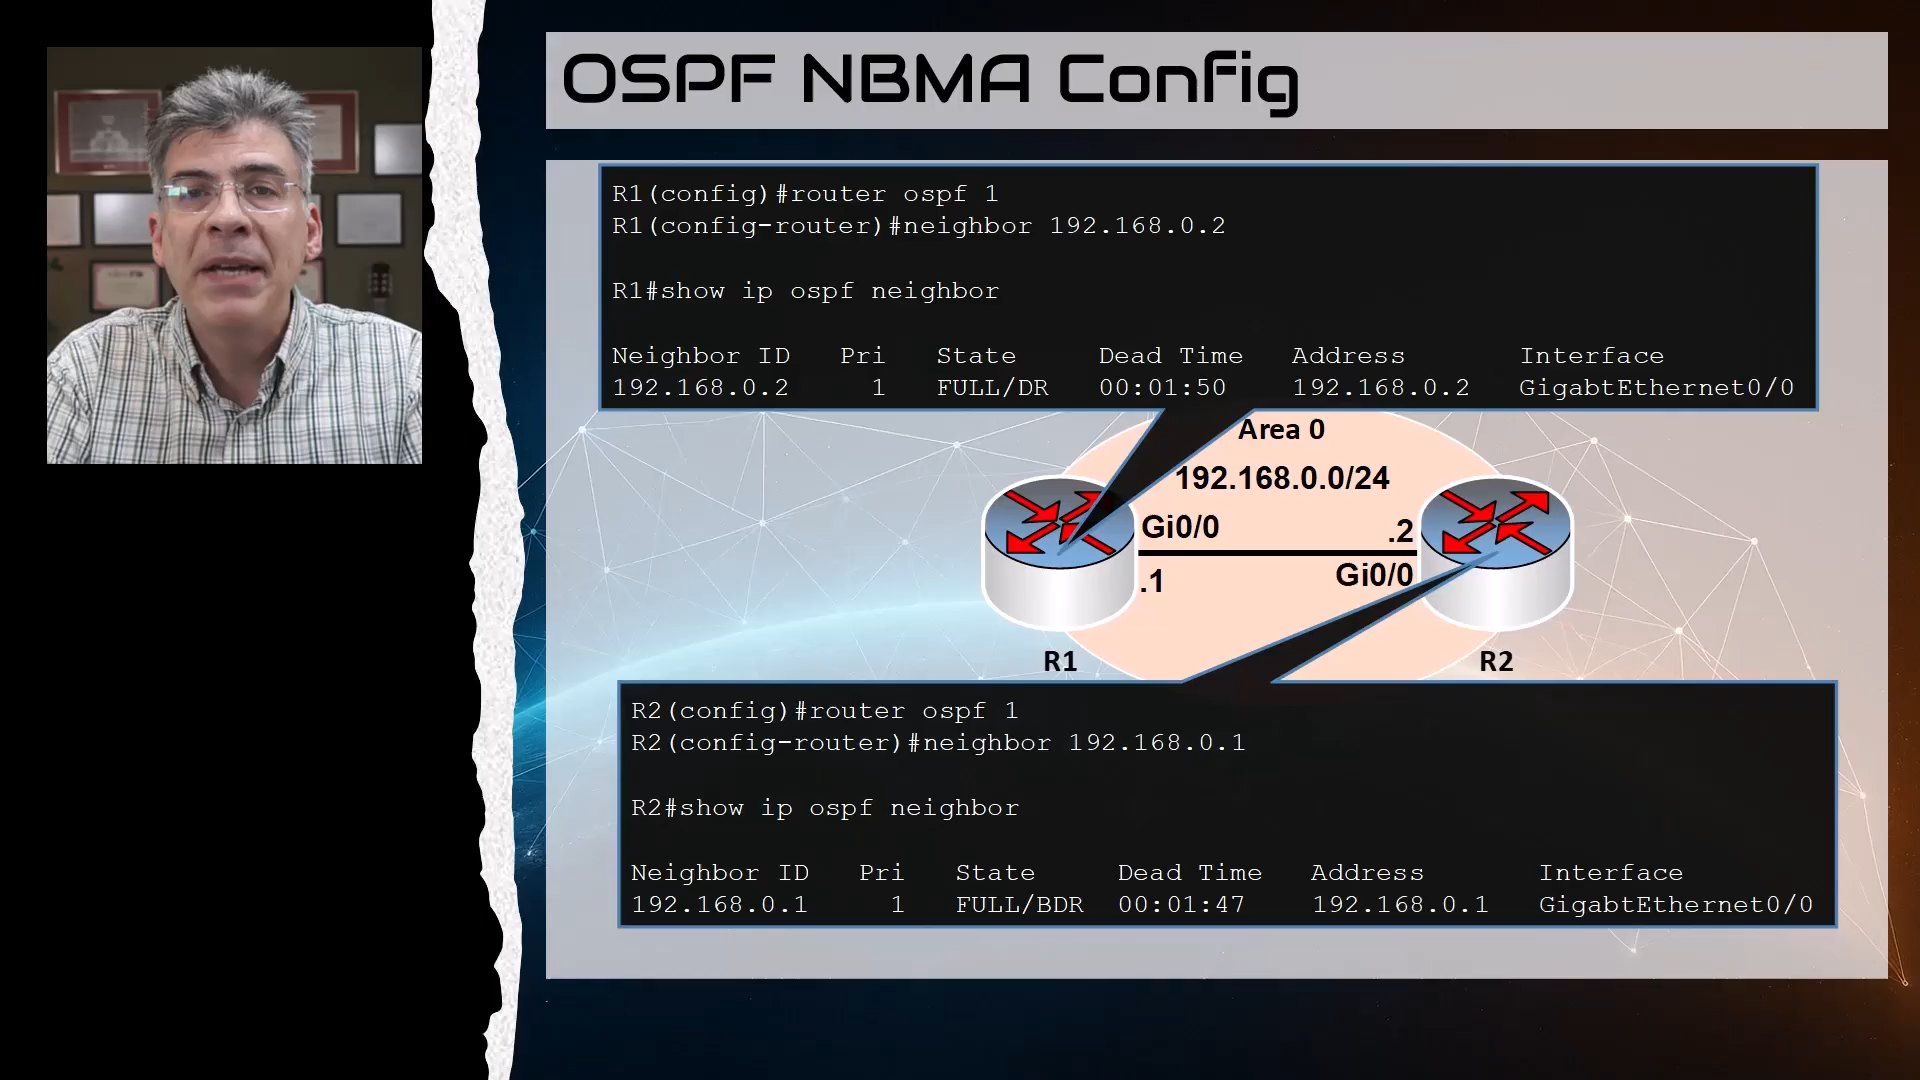 OSPF NBMA Config
R1(config)#router ospf 1
R1(config-router)#neighbor 192.168.0.2
R1#show ip ospf neighbor
Neighbor ID Pri State Dead Time Address Interface
192.168.0.2 1 FULL/DR 00:01:50 192.168.0.2 GigabtEthernet0/0
Area 0
192.168.0.0/24
Gi0/0 .2
.1 Gi0/0
R1 R2
R2(config)#router ospf 1
R2(config-router)#neighbor 192.168.0.1
R2#show ip ospf neighbor
Neighbor ID Pri State Dead Time Address Interface
192.168.0.1 1 FULL/BDR 00:01:47 192.168.0.1 GigabtEthernet0/0